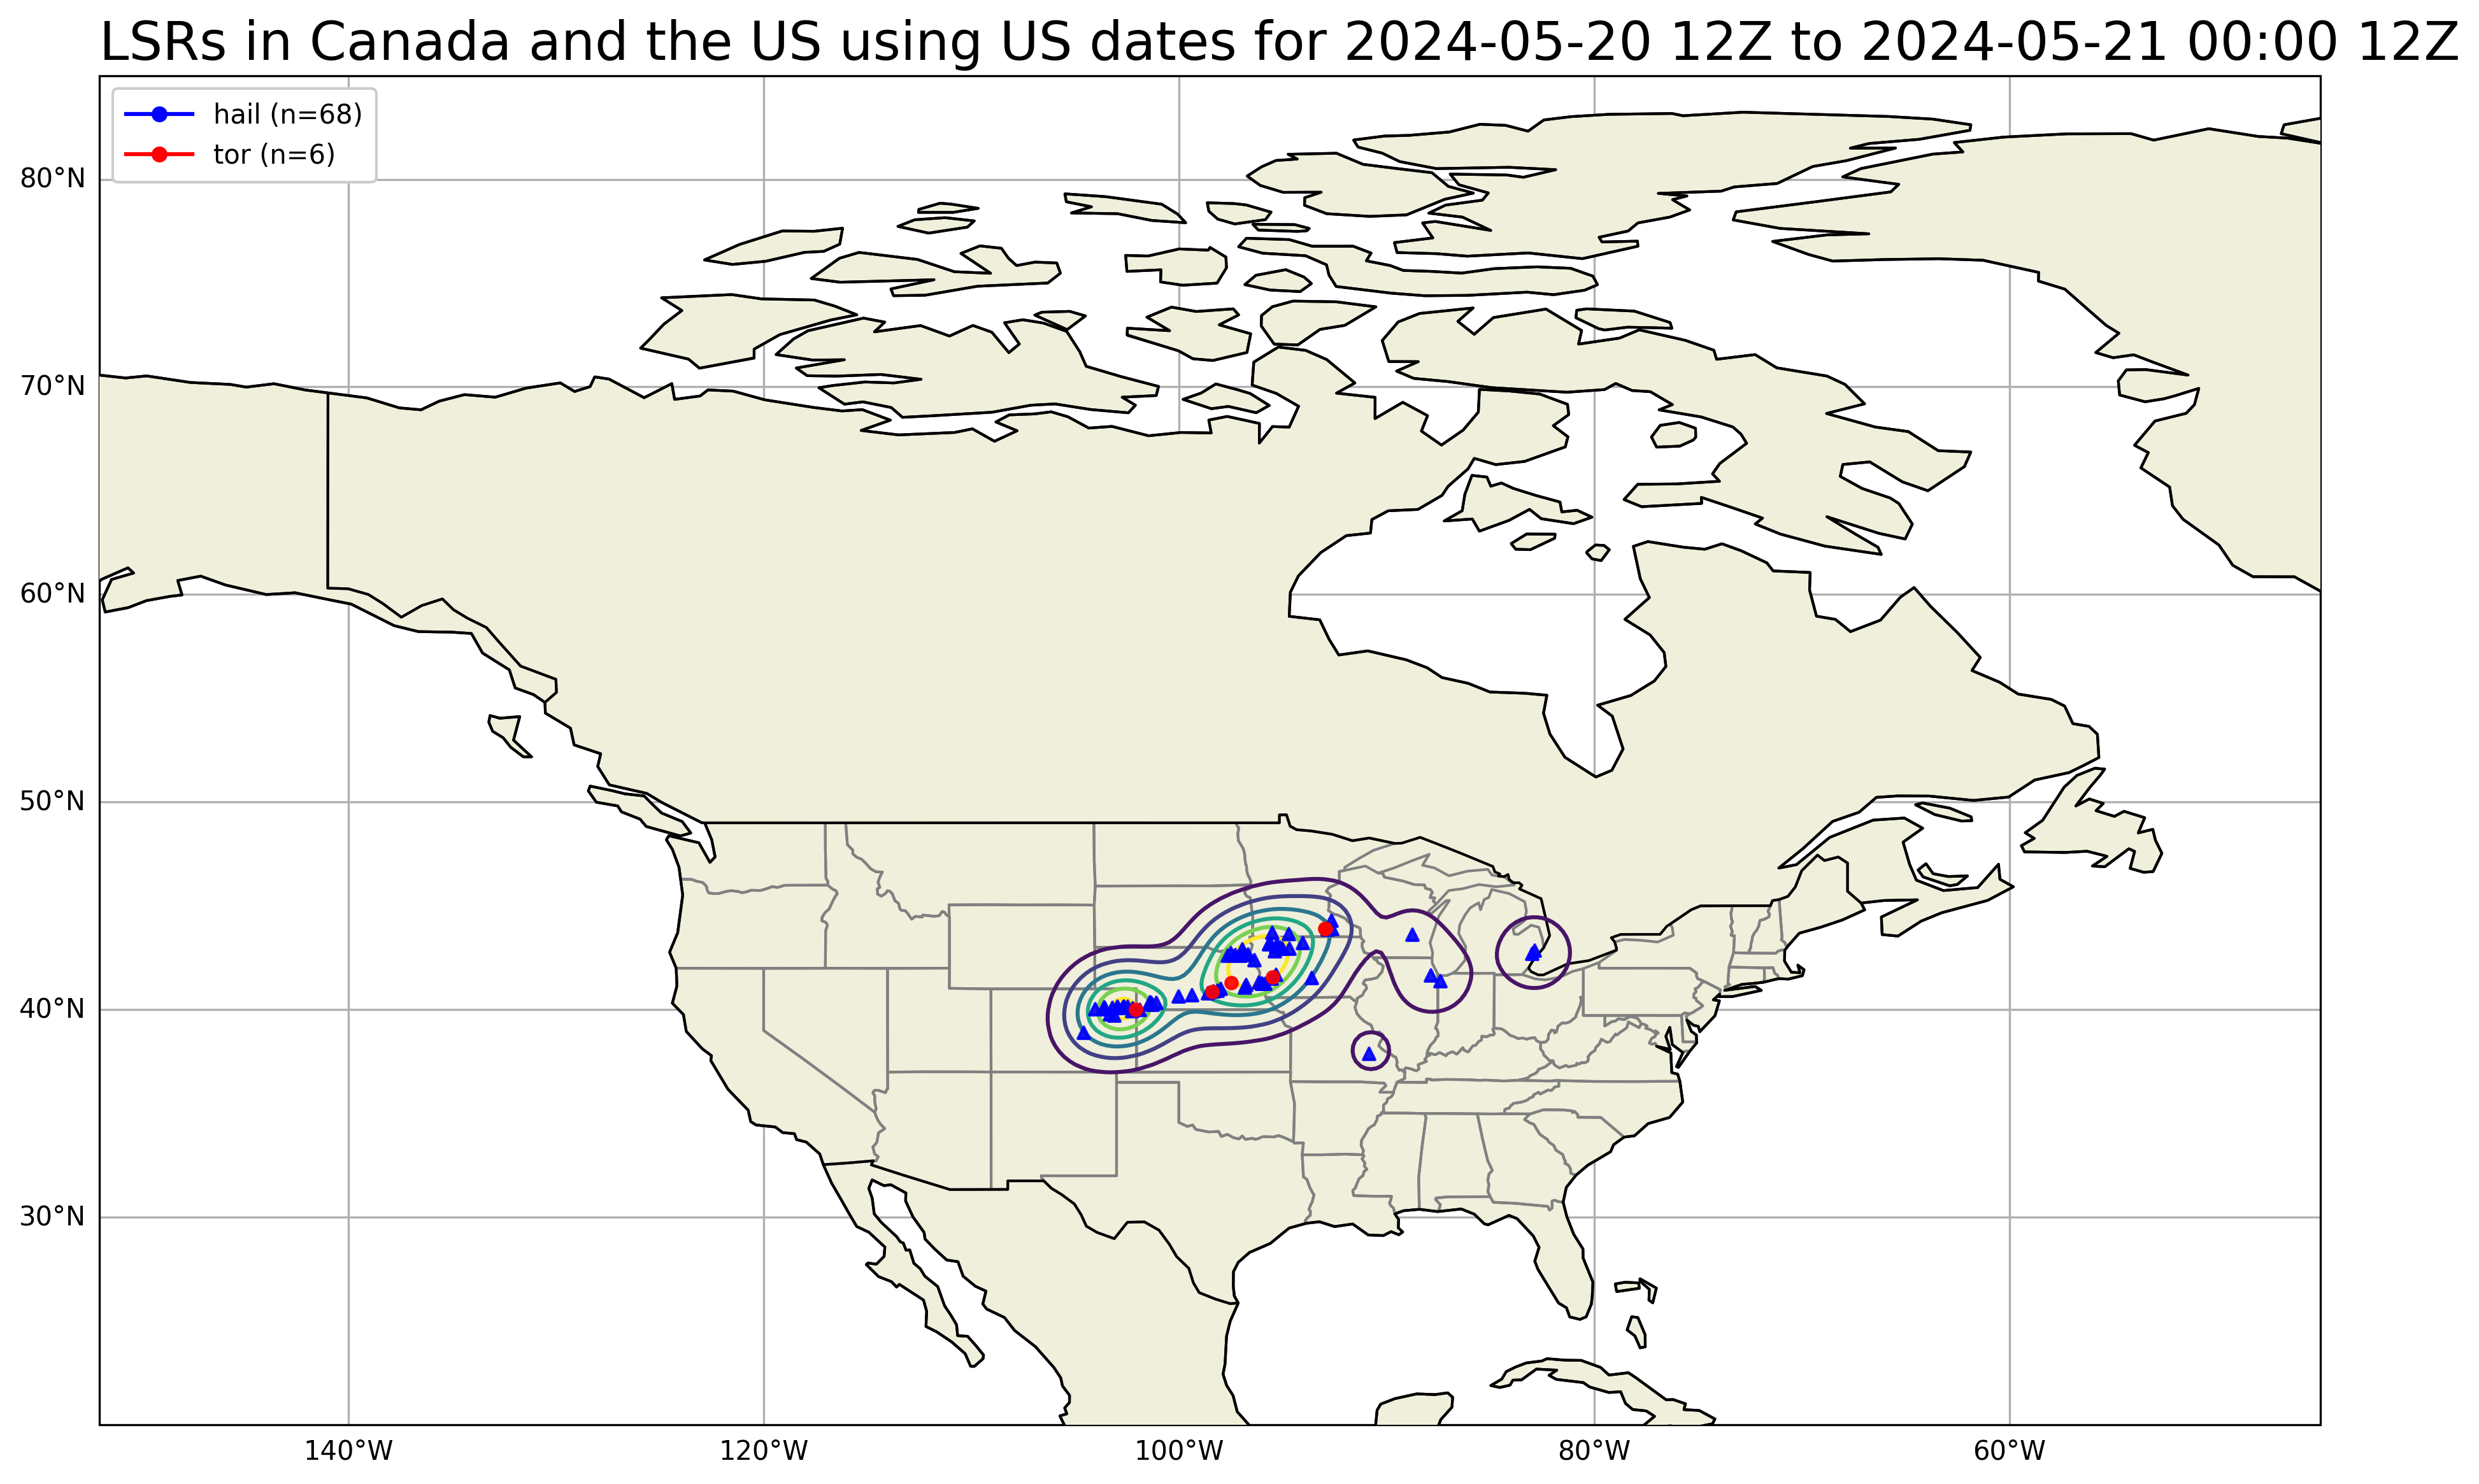 LSRs in Canada and the US using US dates for 2024-05-20 12Z to 2024-05-21 00:00 12Z
hail (n=68)
tor (n=6)
80°N
70°N
60°N
50°N
40°N
30°N
140°W 120°W 100°W 80°W 60°W